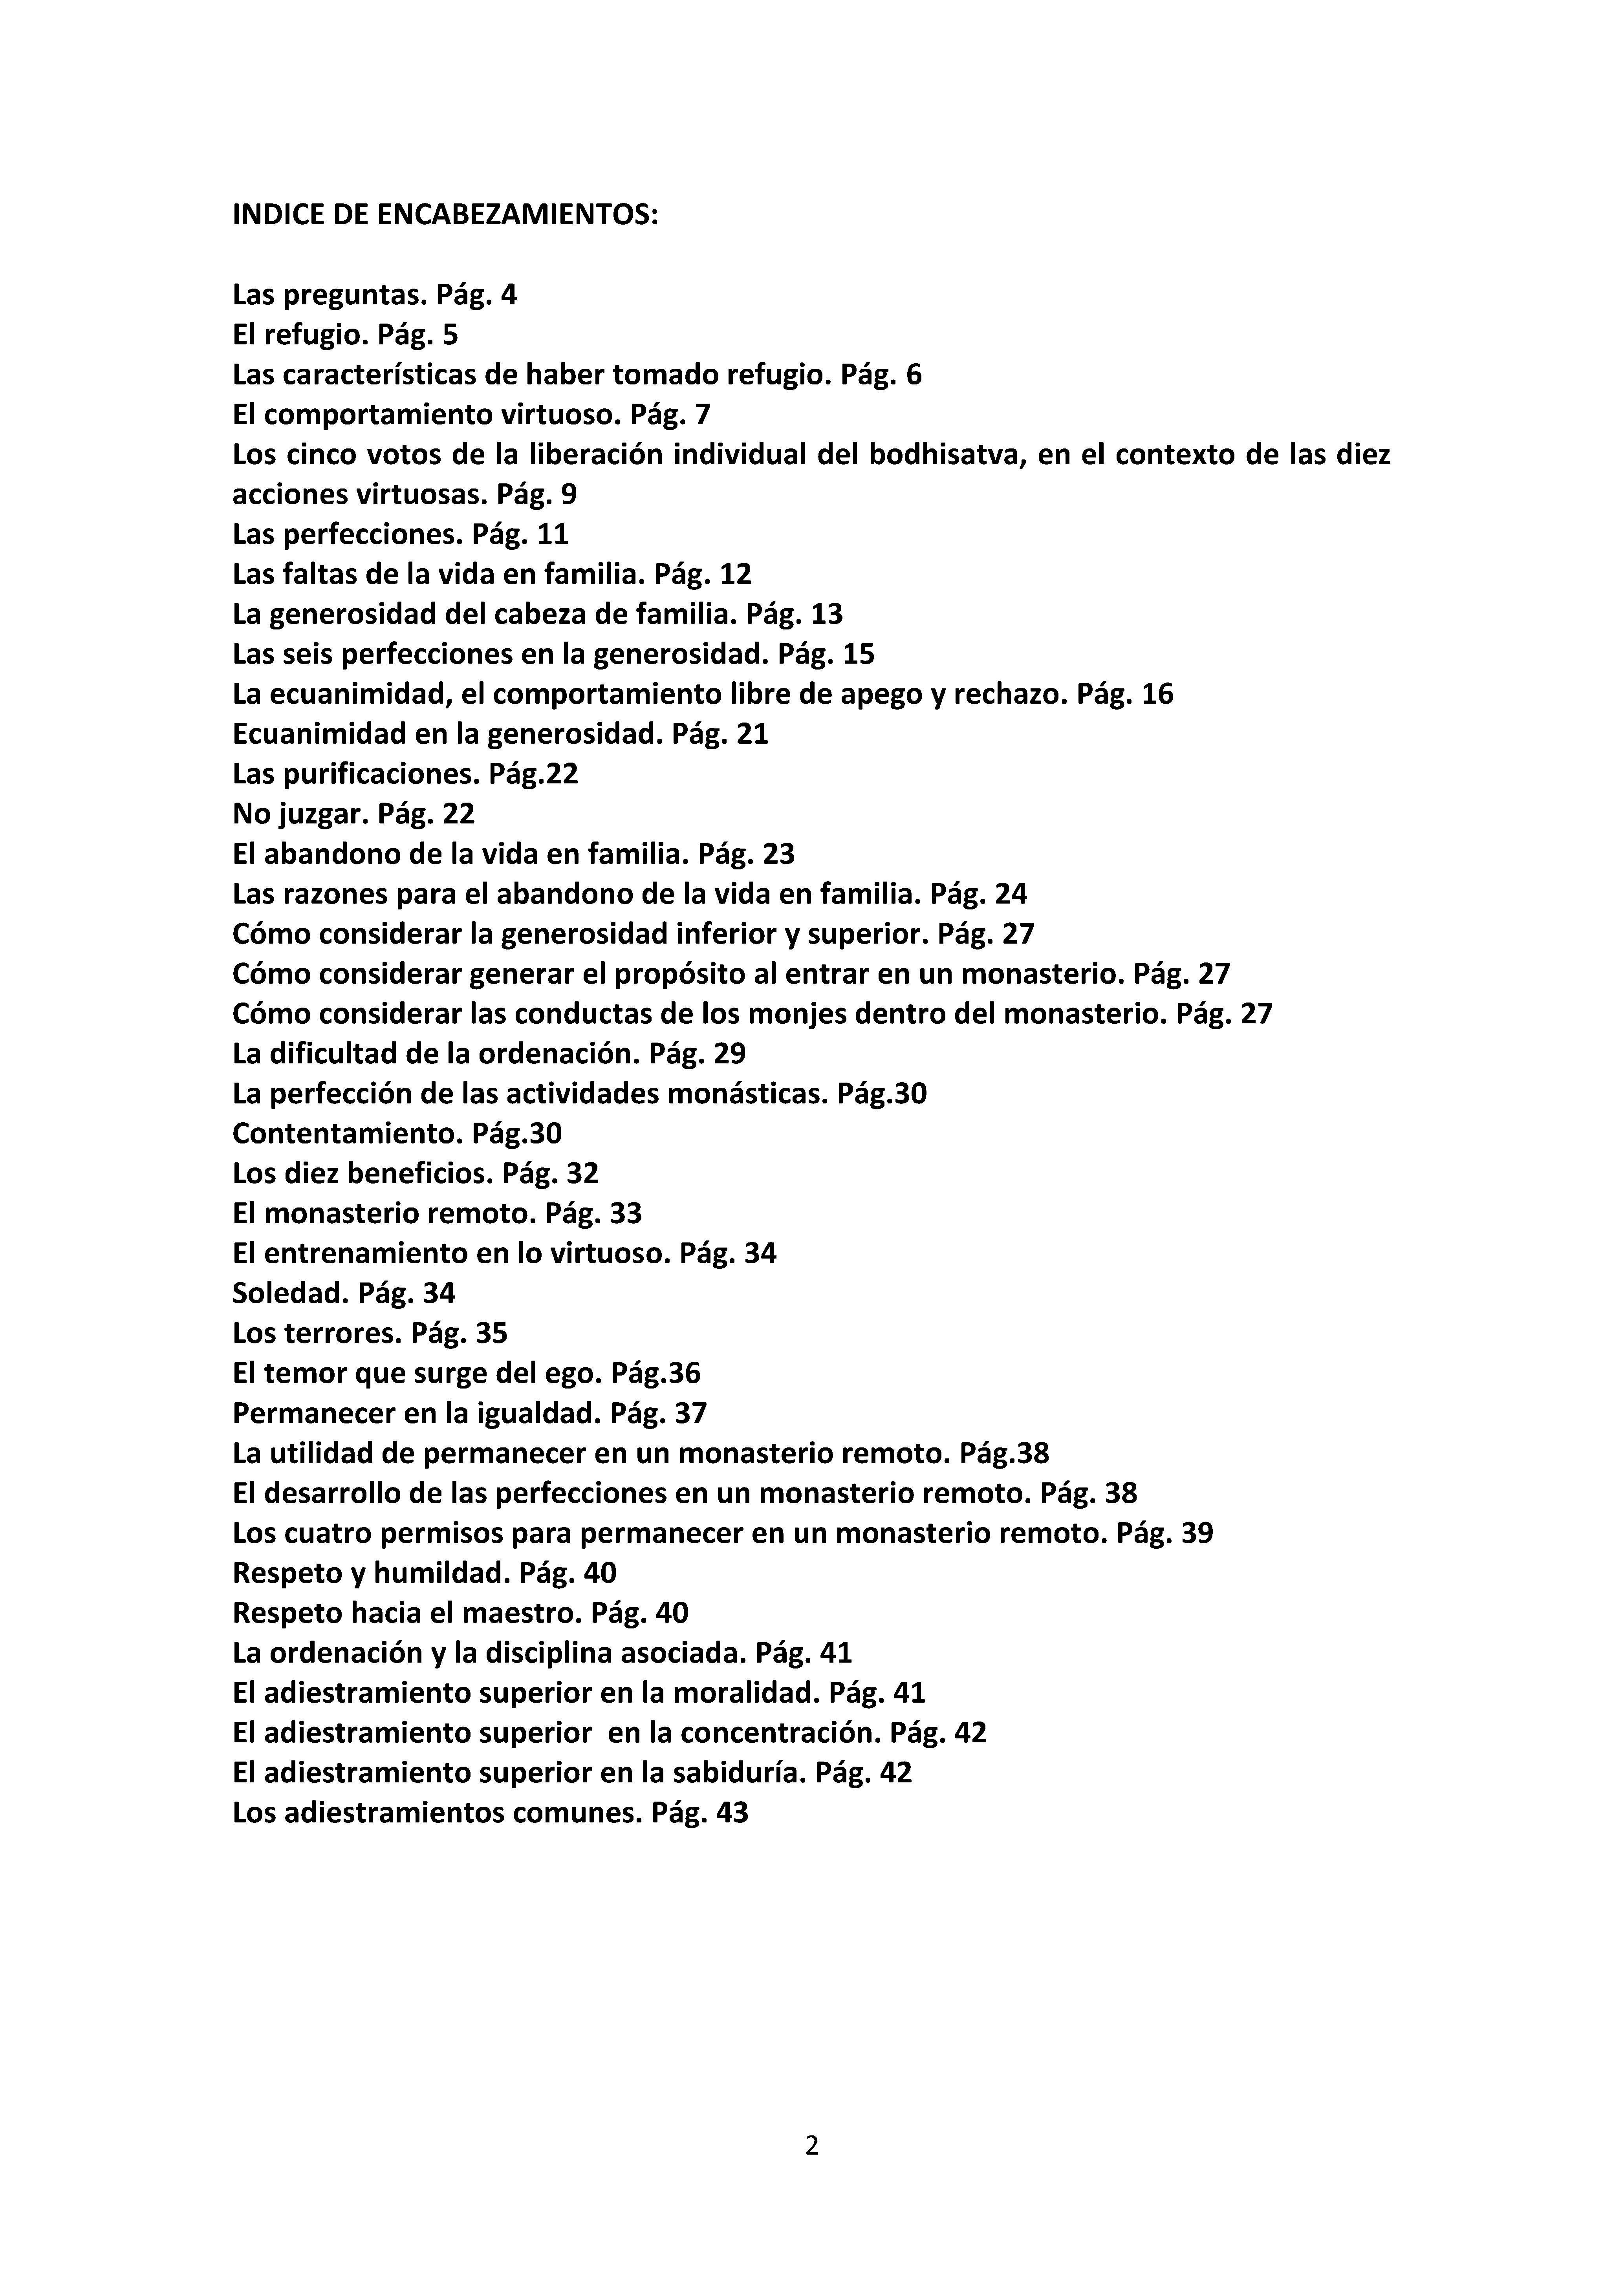 INDICE DE ENCABEZAMIENTOS:
Las preguntas. Pág. 4
El refugio. Pág. 5
Las características de haber tomado refugio. Pág. 6
El comportamiento virtuoso. Pág. 7
Los cinco votos de la liberación individual del bodhisatva, en el contexto de las diez
acciones virtuosas. Pág. 9
Las perfecciones. Pág. 11
Las faltas de la vida en familia. Pág. 12
La generosidad del cabeza de familia. Pág. 13
Las seis perfecciones en la generosidad. Pág. 15
La ecuanimidad, el comportamiento libre de apego y rechazo. Pág. 16
Ecuanimidad en la generosidad. Pág. 21
Las purificaciones. Pág.22
No juzgar. Pág. 22
El abandono de la vida en familia. Pág. 23
Las razones para el abandono de la vida en familia. Pág. 24
Cómo considerar la generosidad inferior y superior. Pág. 27
Cómo considerar generar el propósito al entrar en un monasterio. Pág. 27
Cómo considerar las conductas de los monjes dentro del monasterio. Pág. 27
La dificultad de la ordenación. Pág. 29
La perfección de las actividades monásticas. Pág.30
Contentamiento. Pág.30
Los diez beneficios. Pág. 32
El monasterio remoto. Pág. 33
El entrenamiento en lo virtuoso. Pág. 34
Soledad. Pág. 34
Los terrores. Pág. 35
El temor que surge del ego. Pág.36
Permanecer en la igualdad. Pág. 37
La utilidad de permanecer en un monasterio remoto. Pág.38
El desarrollo de las perfecciones en un monasterio remoto. Pág. 38
Los cuatro permisos para permanecer en un monasterio remoto. Pág. 39
Respeto y humildad. Pág. 40
Respeto hacia el maestro. Pág. 40
La ordenación y la disciplina asociada. Pág. 41
El adiestramiento superior en la moralidad. Pág. 41
El adiestramiento superior  en la concentración. Pág. 42
El adiestramiento superior en la sabiduría. Pág. 42
Los adiestramientos comunes. Pág. 43
2